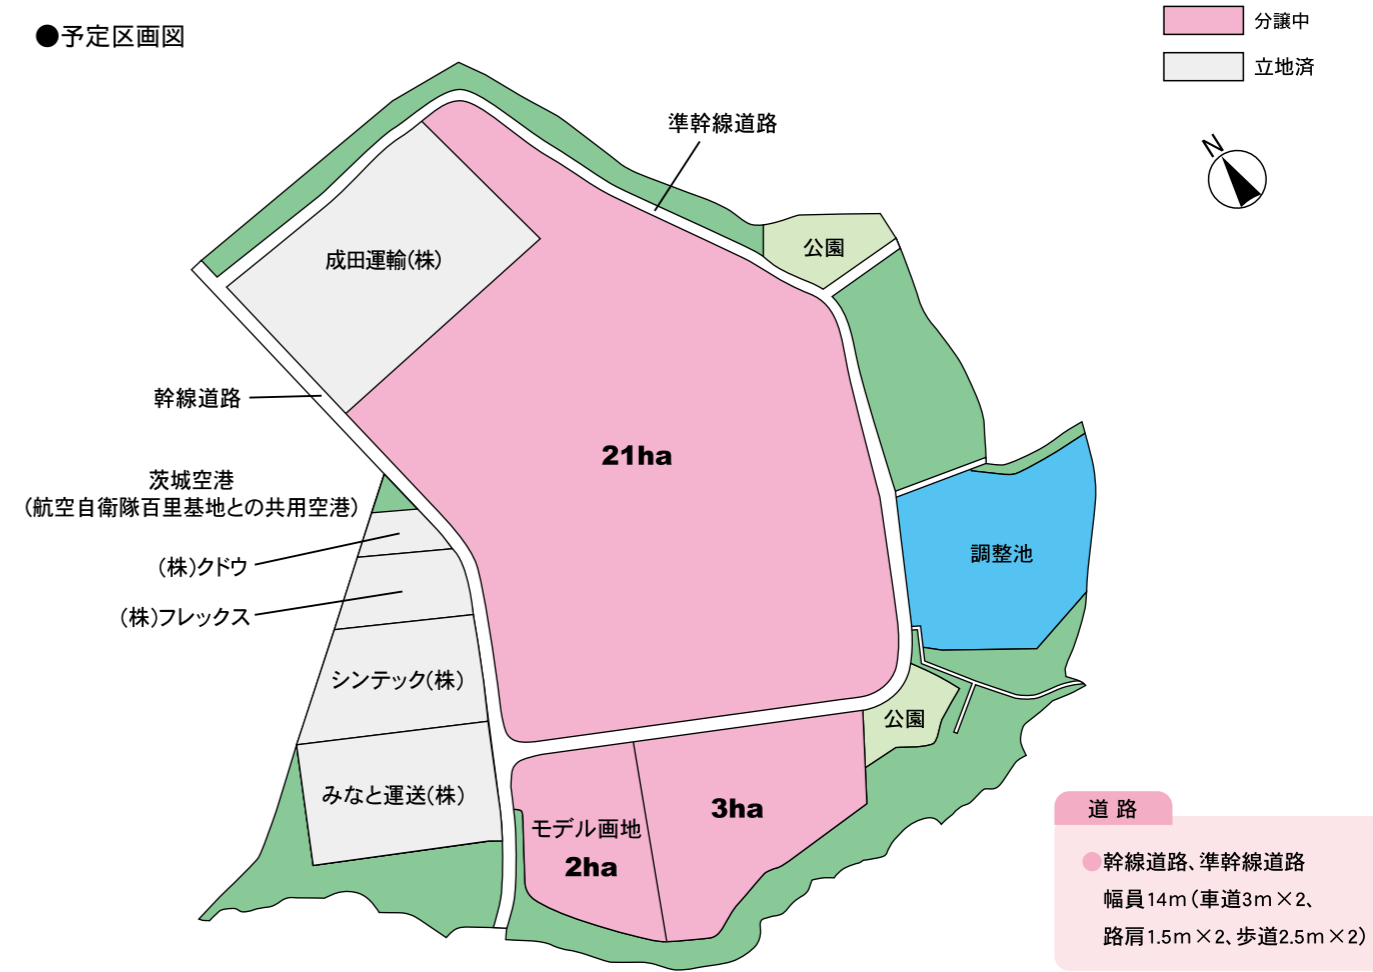 ●予定区画図
分譲中
立地済
N
準幹線道路
公園
成田運輸(株)
幹線道路
21ha
茨城空港
(航空自衛隊百里基地との共用空港)
(株)クドウ
(株)フレックス
調整池
シンテック(株)
公園
みなと運送(株)
モデル画地
2ha
3ha
道 路
●幹線道路、準幹線道路
幅員14m(車道3m×2、
路肩1.5m×2、歩道2.5m×2)